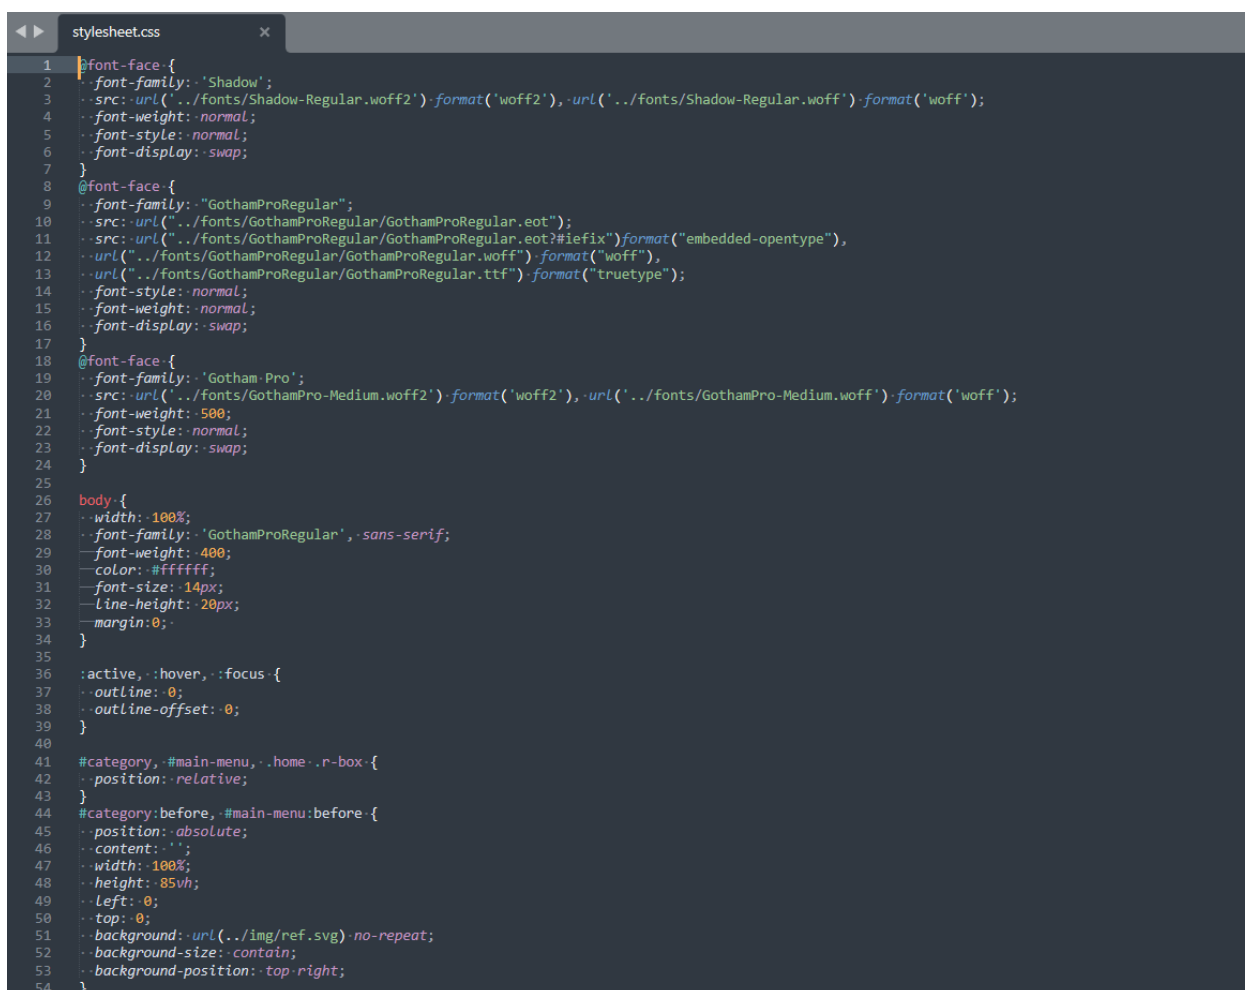 stylesheet.css ×
1 @font-face {
2 font-family: 'Shadow';
3 src: url('../fonts/Shadow-Regular.woff2') format('woff2'), url('../fonts/Shadow-Regular.woff') format('woff');
4 font-weight: normal;
5 font-style: normal;
6 font-display: swap;
7 }
8 @font-face {
9 font-family: "GothamProRegular";
10 src: url("../fonts/GothamProRegular/GothamProRegular.eot");
11 src: url("../fonts/GothamProRegular/GothamProRegular.eot?#iefix")format("embedded-opentype"),
12 url("../fonts/GothamProRegular/GothamProRegular.woff") format("woff"),
13 url("../fonts/GothamProRegular/GothamProRegular.ttf") format("truetype");
14 font-style: normal;
15 font-weight: normal;
16 font-display: swap;
17 }
18 @font-face {
19 font-family: 'Gotham Pro';
20 src: url('../fonts/GothamPro-Medium.woff2') format('woff2'), url('../fonts/GothamPro-Medium.woff') format('woff');
21 font-weight: 500;
22 font-style: normal;
23 font-display: swap;
24 }
25
26 body {
27 width: 100%;
28 font-family: 'GothamProRegular', sans-serif;
29 font-weight: 400;
30 color: #ffffff;
31 font-size: 14px;
32 line-height: 20px;
33 margin:0;
34 }
35
36 :active, :hover, :focus {
37 outline: 0;
38 outline-offset: 0;
39 }
40
41 #category, #main-menu, .home .r-box {
42 position: relative;
43 }
44 #category:before, #main-menu:before {
45 position: absolute;
46 content: '';
47 width: 100%;
48 height: 85vh;
49 left: 0;
50 top: 0;
51 background: url(../img/ref.svg) no-repeat;
52 background-size: contain;
53 background-position: top right;
54 }